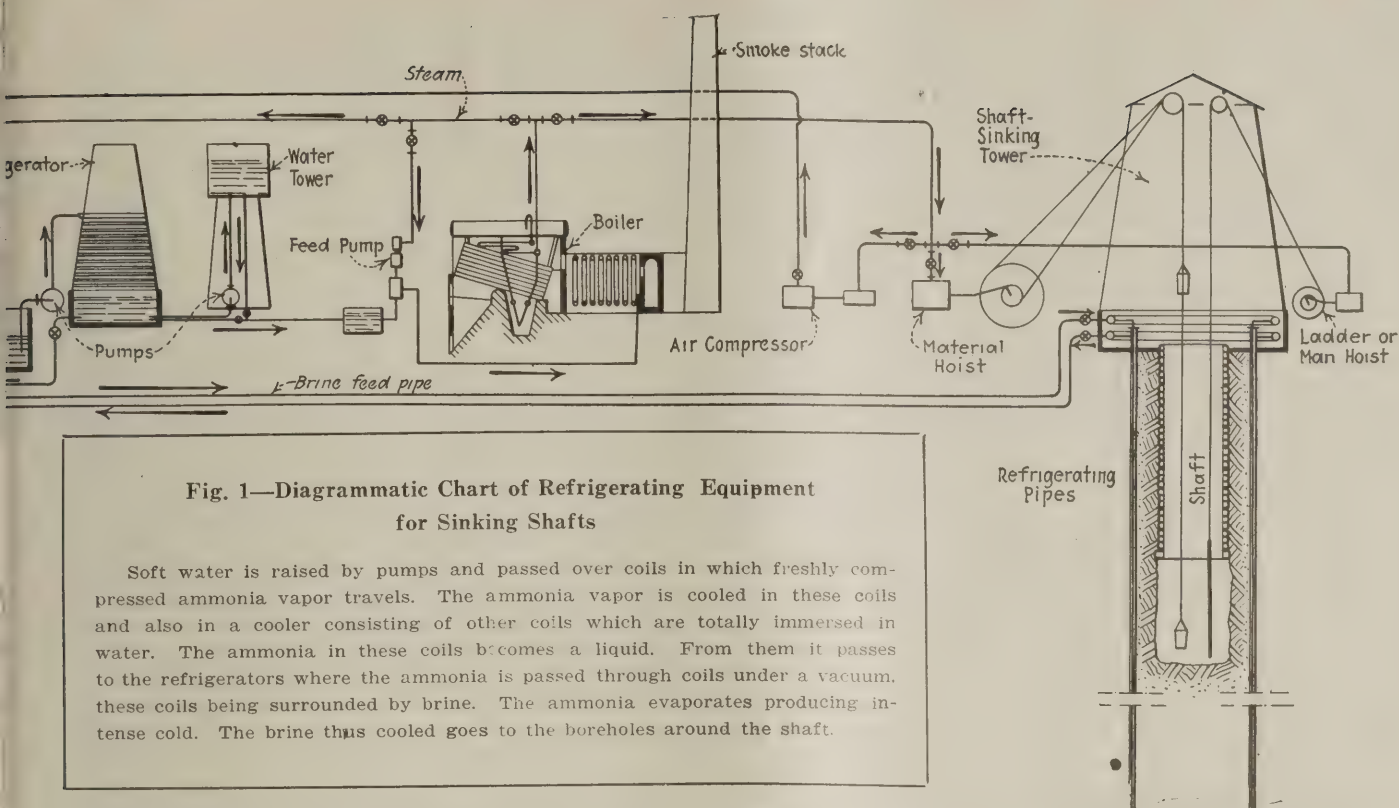 Smoke stack
Steam
Shaft-
Sinking
Tower
gerator
Water
Tower
Feed Pump
Boiler
Pumps
Air Compressor
Material
Hoist
Ladder or
Man Hoist
Brine feed pipe
Refrigerating
Pipes
Shaft
Fig. 1—Diagrammatic Chart of Refrigerating Equipment
for Sinking Shafts
Soft water is raised by pumps and passed over coils in which freshly com-
pressed ammonia vapor travels. The ammonia vapor is cooled in these coils
and also in a cooler consisting of other coils which are totally immersed in
water. The ammonia in these coils becomes a liquid. From them it passes
to the refrigerators where the ammonia is passed through coils under a vacuum,
these coils being surrounded by brine. The ammonia evaporates producing in-
tense cold. The brine thus cooled goes to the boreholes around the shaft.